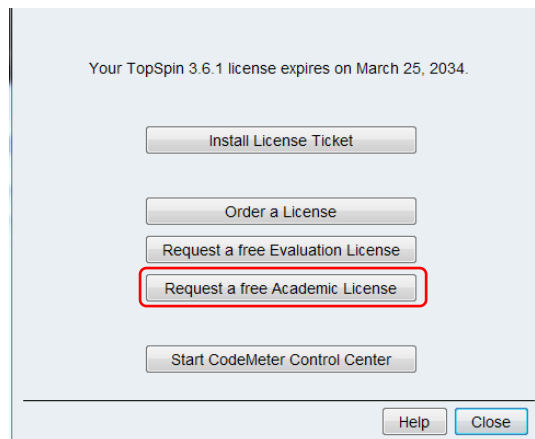 Your TopSpin 3.6.1 license expires on March 25, 2034.
Install License Ticket
Order a License
Request a free Evaluation License
Request a free Academic License
Start CodeMeter Control Center
Help Close